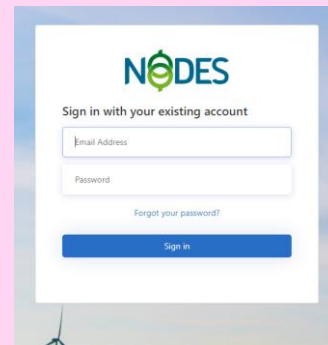 NODES
Sign in with your existing account
Email Address
Password
Forgot your password?
Sign in